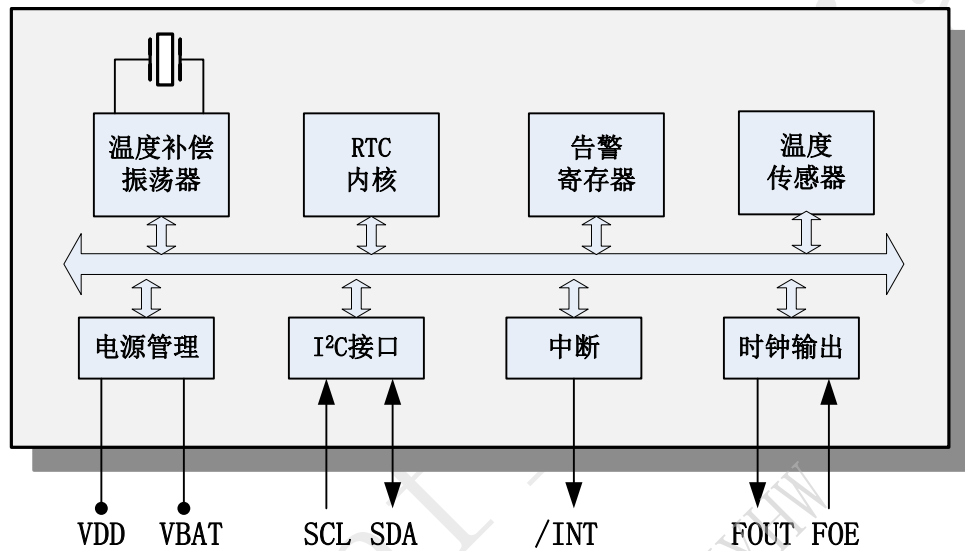 温度补偿
振荡器
RTC
内核
告警
寄存器
温度
传感器
电源管理
I²C接口
中断
时钟输出
VDD
VBAT
SCL
SDA
/INT
FOUT
FOE